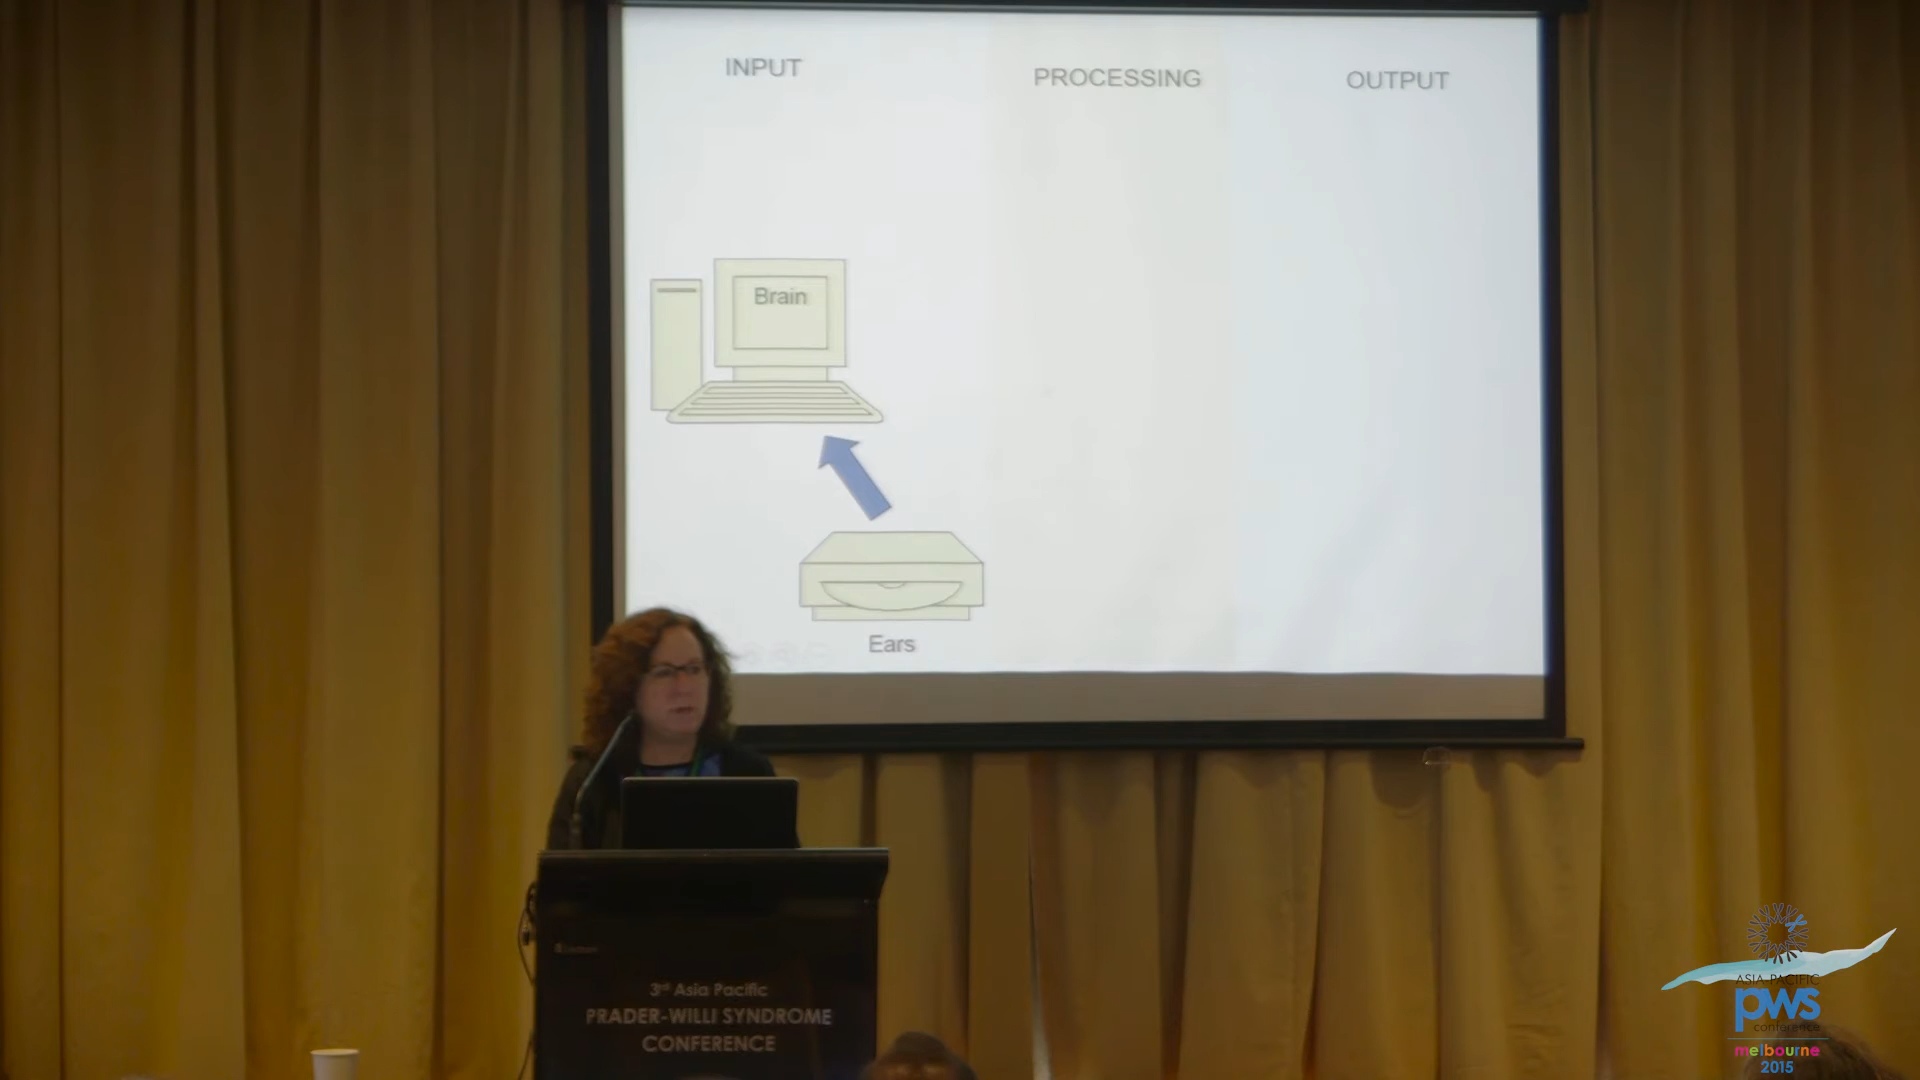 INPUT
PROCESSING
OUTPUT
Brain
Ears
3rd Asia Pacific
PRADER-WILLI SYNDROME
CONFERENCE
ASIA-PACIFIC
pws
conference
melbourne
2015